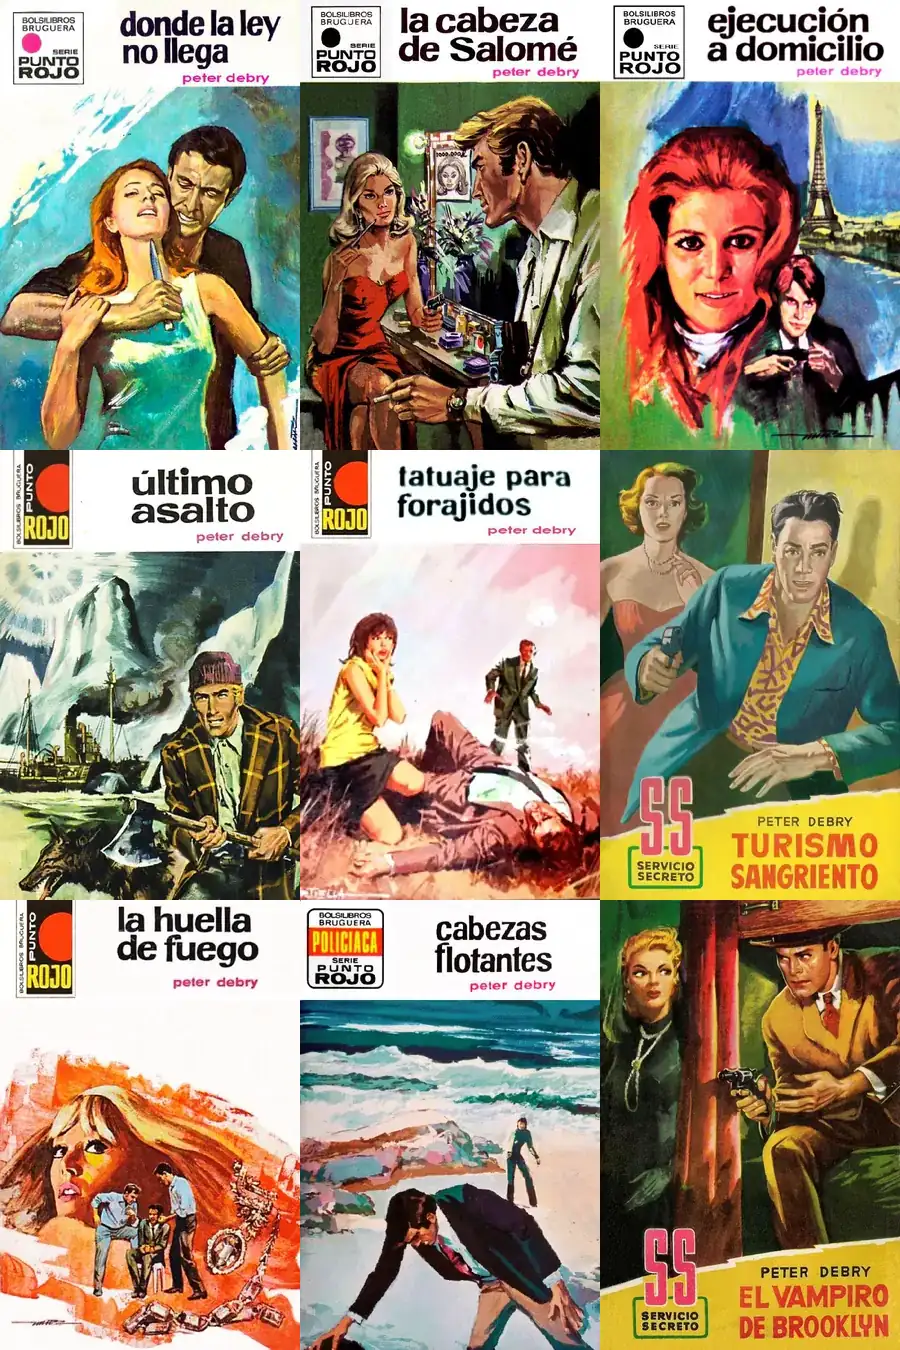 BOLSILIBROS
BRUGUERA
SERIE
PUNTO
ROJO
donde la ley
no llega
peter debry
BOLSILIBROS
BRUGUERA
SERIE
PUNTO
ROJO
la cabeza
de Salomé
peter debry
BOLSILIBROS
BRUGUERA
SERIE
PUNTO
ROJO
ejecución
a domicilio
peter debry
BOLSILIBROS BRUGUERA
PUNTO
ROJO
último
asalto
peter debry
BOLSILIBROS BRUGUERA
PUNTO
ROJO
tatuaje para
forajidos
peter debry
SS
SERVICIO
SECRETO
PETER DEBRY
TURISMO
SANGRIENTO
BOLSILIBROS BRUGUERA
PUNTO
ROJO
la huella
de fuego
peter debry
BOLSILIBROS
BRUGUERA
POLICIACA
SERIE
PUNTO
ROJO
cabezas
flotantes
peter debry
SS
SERVICIO
SECRETO
PETER DEBRY
EL VAMPIRO
DE BROOKLYN